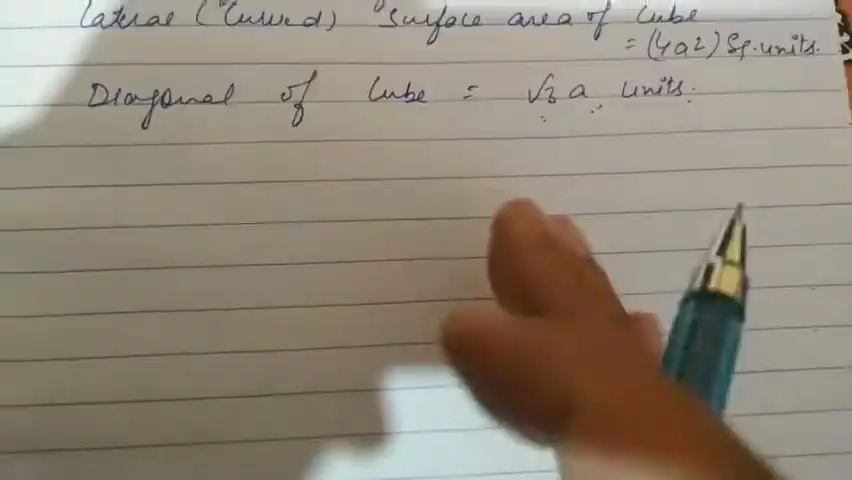 Lateral (Curved) Surface area of Cube
= (4a2) Sq. units.
Diagonal of Cube = √3 a units.